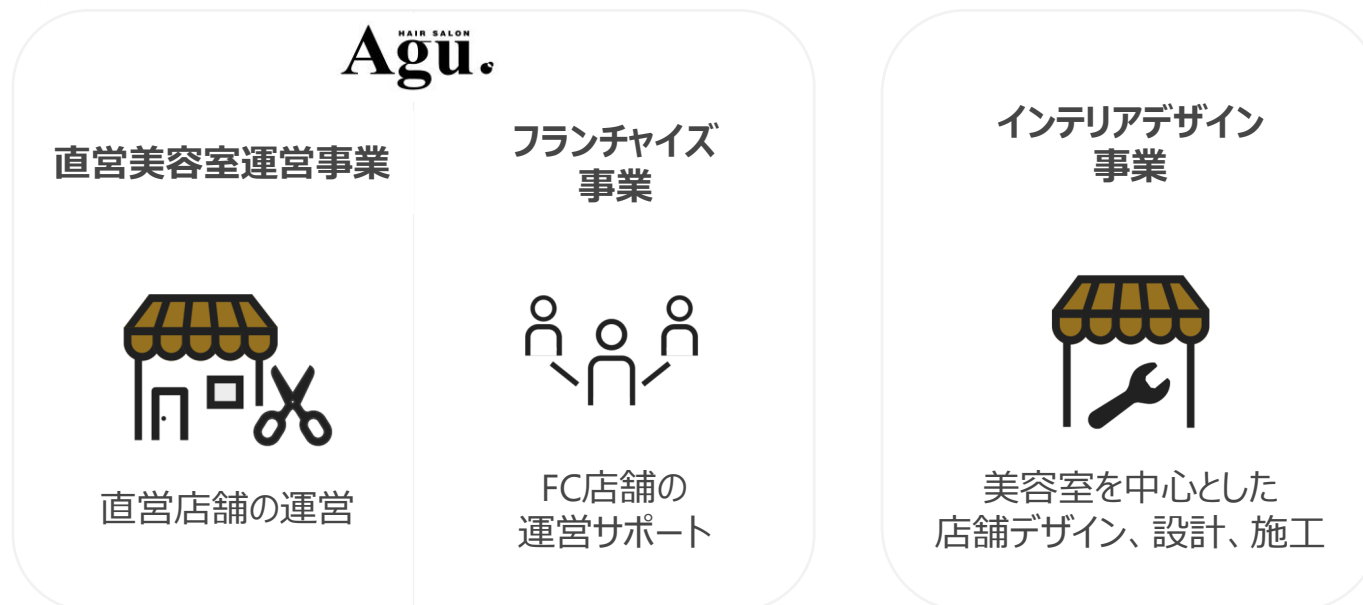 HAIR SALON
Agu.
直営美容室運営事業
フランチャイズ
事業
直営店舗の運営
FC店舗の
運営サポート
インテリアデザイン
事業
美容室を中心とした
店舗デザイン、設計、施工